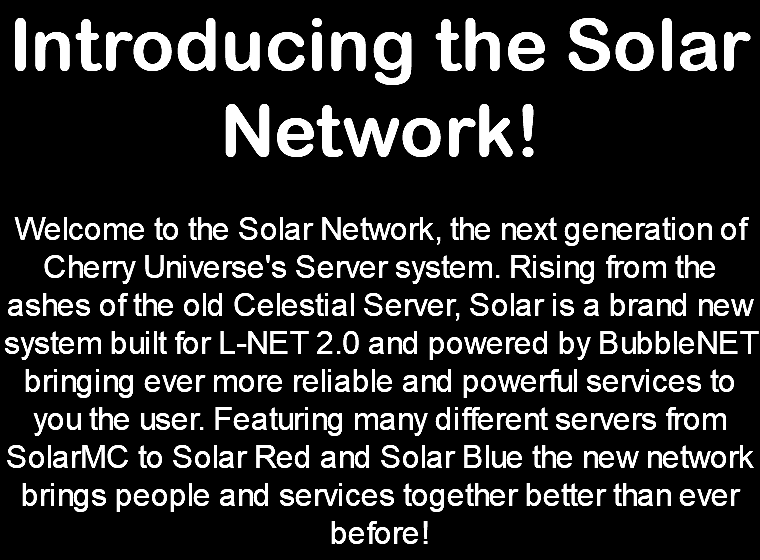 Introducing the Solar
Network!
Welcome to the Solar Network, the next generation of
Cherry Universe's Server system. Rising from the
ashes of the old Celestial Server, Solar is a brand new
system built for L-NET 2.0 and powered by BubbleNET
bringing ever more reliable and powerful services to
you the user. Featuring many different servers from
SolarMC to Solar Red and Solar Blue the new network
brings people and services together better than ever
before!